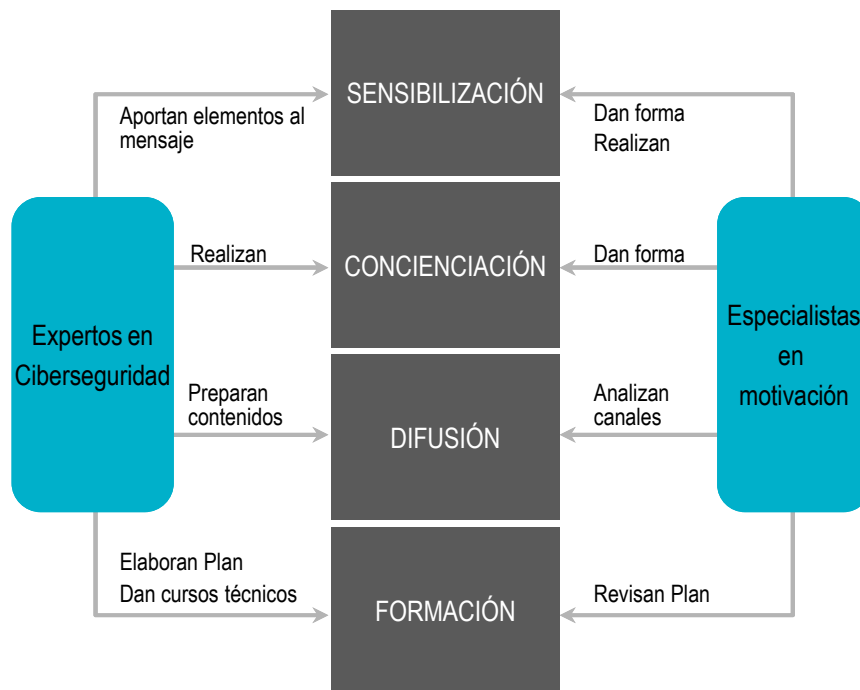 SENSIBILIZACIÓN
Aportan elementos al
mensaje
Dan forma
Realizan
Realizan
CONCIENCIACIÓN
Dan forma
Expertos en
Ciberseguridad
Especialistas
en
motivación
Preparan
contenidos
DIFUSIÓN
Analizan
canales
Elaboran Plan
Dan cursos técnicos
FORMACIÓN
Revisan Plan